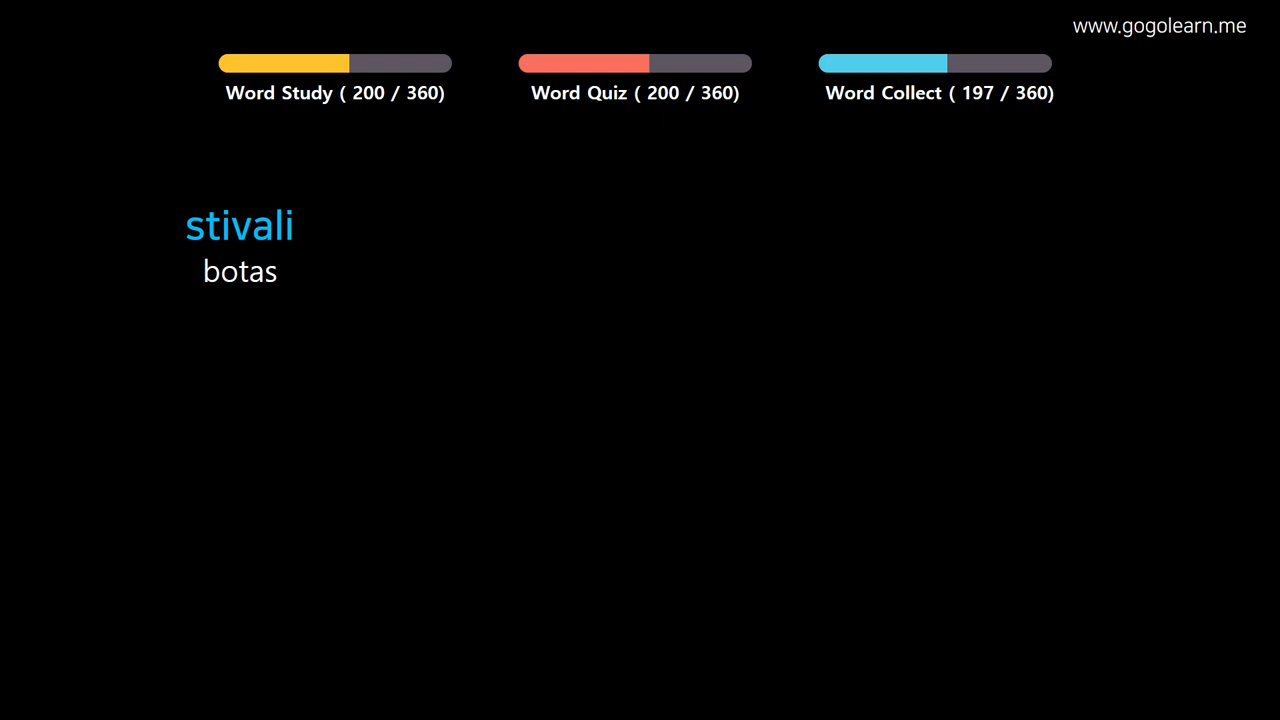 www.gogolearn.me
Word Study ( 200 / 360)
Word Quiz ( 200 / 360)
Word Collect ( 197 / 360)
stivali
botas